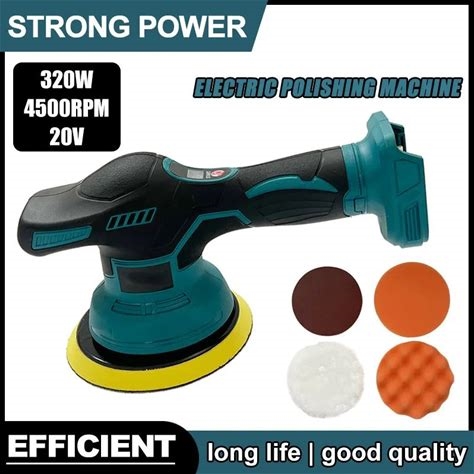 STRONG POWER
320W
4500RPM
20V
ELECTRIC POLISHING MACHINE
EFFICIENT
long life | good quality